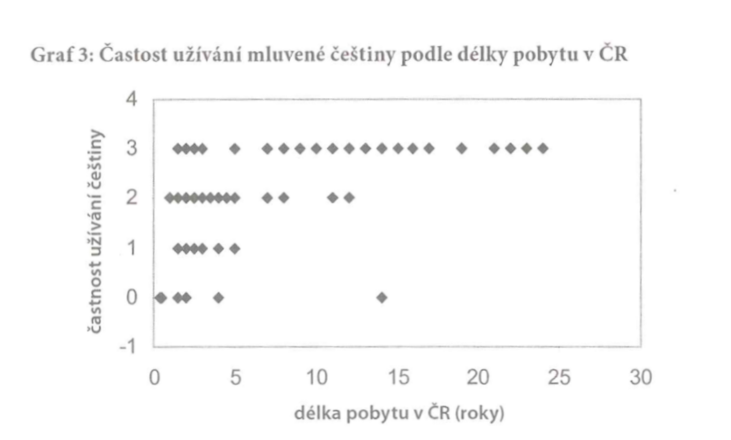 Graf 3: Častost užívání mluvené češtiny podle délky pobytu v ČR
častnost užívání češtiny
4
3
2
1
0
-1
0 5 10 15 20 25 30
délka pobytu v ČR (roky)